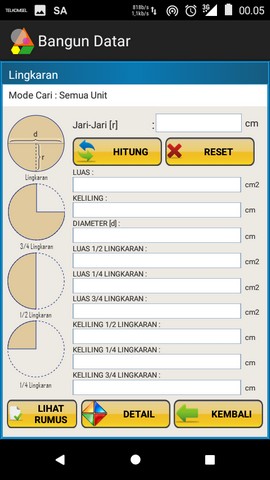 TELKOMSEL SA 818b/s 1,1kb/s 3G 00.05
Bangun Datar
Lingkaran
Mode Cari : Semua Unit
d
r
Lingkaran
3/4 Lingkaran
1/2 Lingkaran
1/4 Lingkaran
Jari-Jari [r] : cm
HITUNG RESET
LUAS :
cm2
KELILING :
cm
DIAMETER [d] :
cm
LUAS 1/2 LINGKARAN :
cm2
LUAS 1/4 LINGKARAN :
cm2
LUAS 3/4 LINGKARAN :
cm2
KELILING 1/2 LINGKARAN :
cm
KELILING 1/4 LINGKARAN :
cm
KELILING 3/4 LINGKARAN :
cm
LIHAT RUMUS
DETAIL
KEMBALI